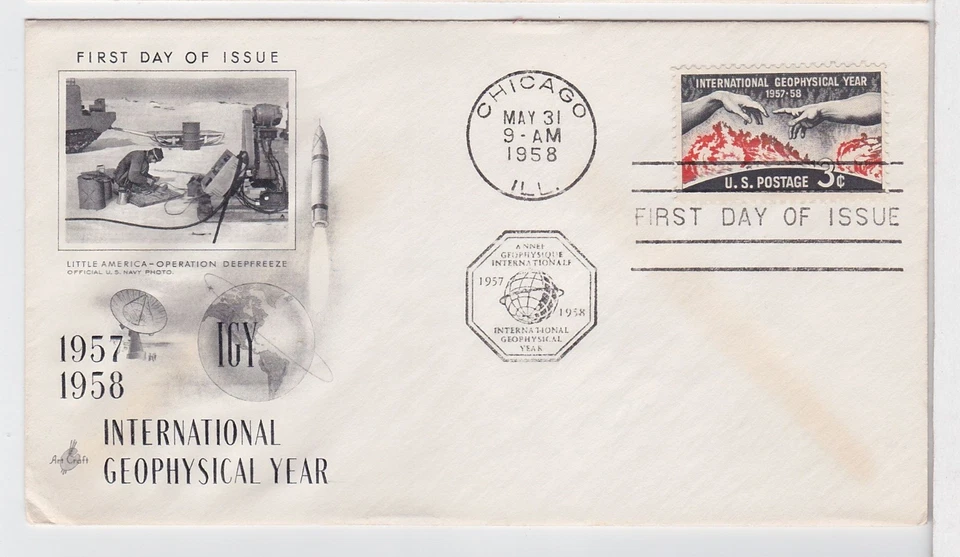 FIRST DAY OF ISSUE
LITTLE AMERICA—OPERATION DEEPFREEZE
OFFICIAL U.S. NAVY PHOTO.
IGY
1957
1958
INTERNATIONAL
GEOPHYSICAL YEAR
Art Craft
CHICAGO
MAY 31
9-AM
1958
ILL.
ANNEE
GEOPHYSIQUE
INTERNATIONALE
1957
1958
INTERNATIONAL
GEOPHYSICAL
YEAR
INTERNATIONAL GEOPHYSICAL YEAR
1957-58
U.S. POSTAGE 3¢
FIRST DAY OF ISSUE